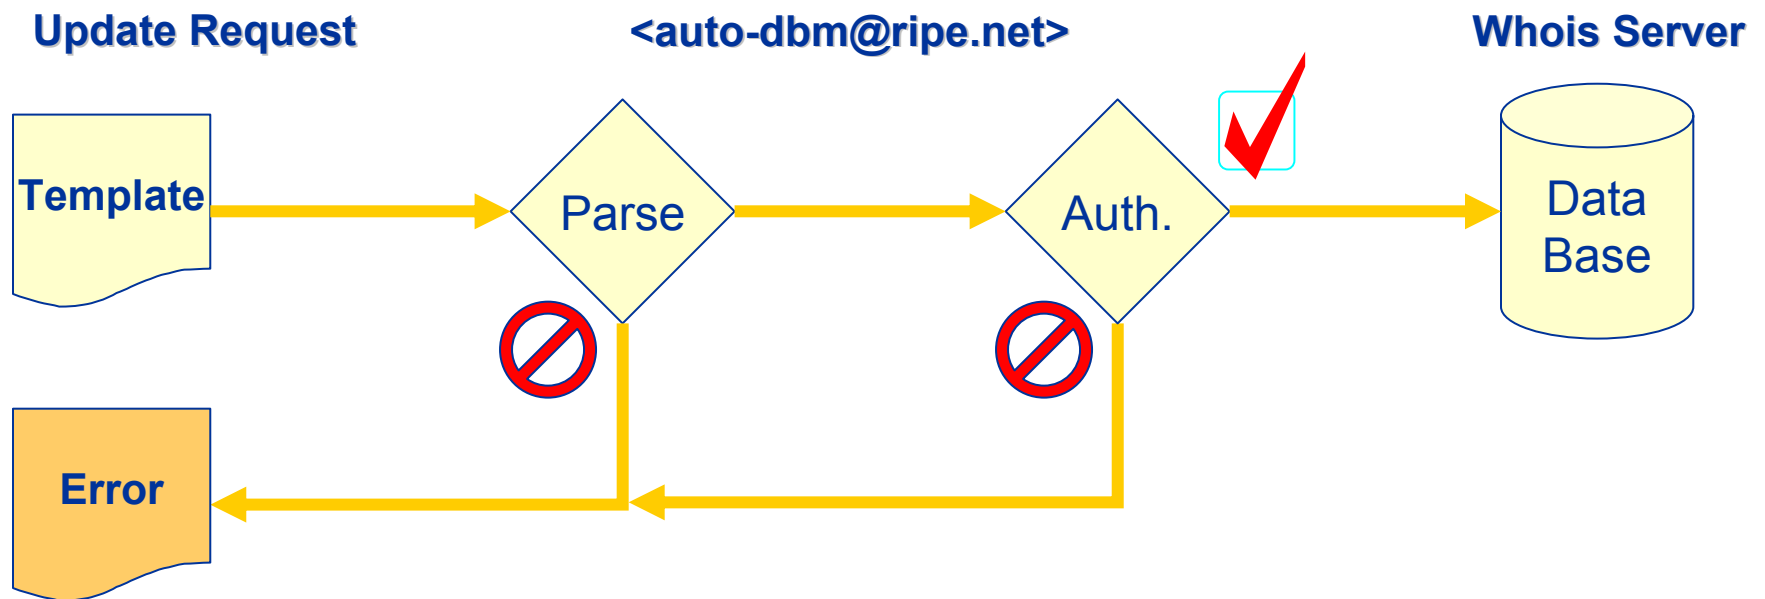 Update Request
<auto-dbm@ripe.net>
Whois Server
Template
Parse
Auth.
Data
Base
Error